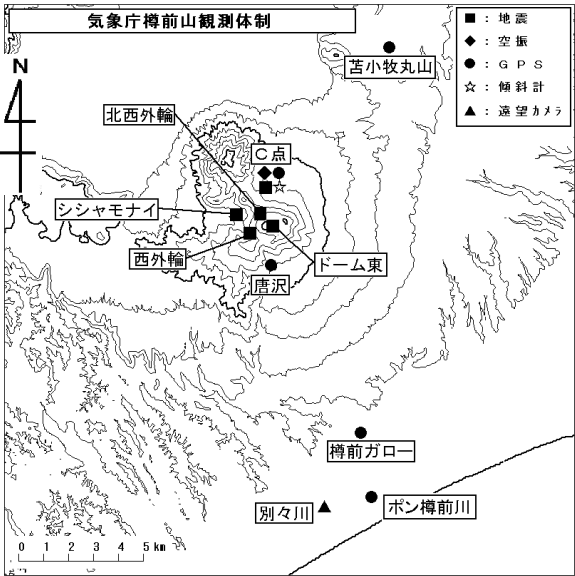 気象庁樽前山観測体制
■：地震
◆：空振
●：ＧＰＳ
☆：傾斜計
▲：遠望カメラ
苫小牧丸山
N
北西外輪
Ｃ点
シシャモナイ
西外輪
ドーム東
唐沢
樽前ガロー
別々川
ポン樽前川
0 1 2 3 4 5 km